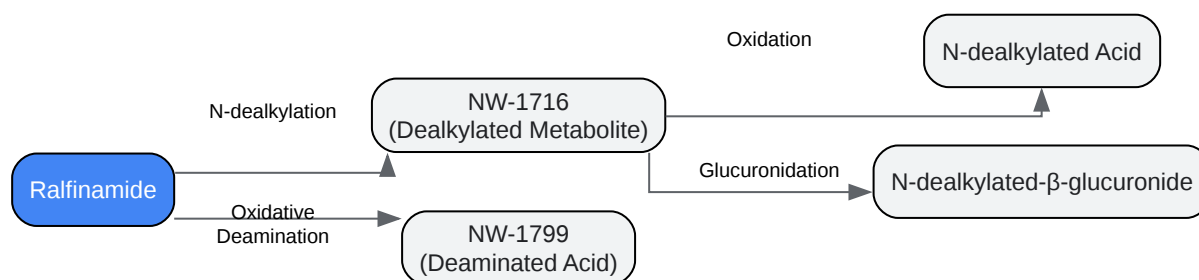 Oxidation
N-dealkylated Acid
N-dealkylation
NW-1716
(Dealkylated Metabolite)
Ralfinamide
Glucuronidation
N-dealkylated-β-glucuronide
Oxidative
Deamination
NW-1799
(Deaminated Acid)